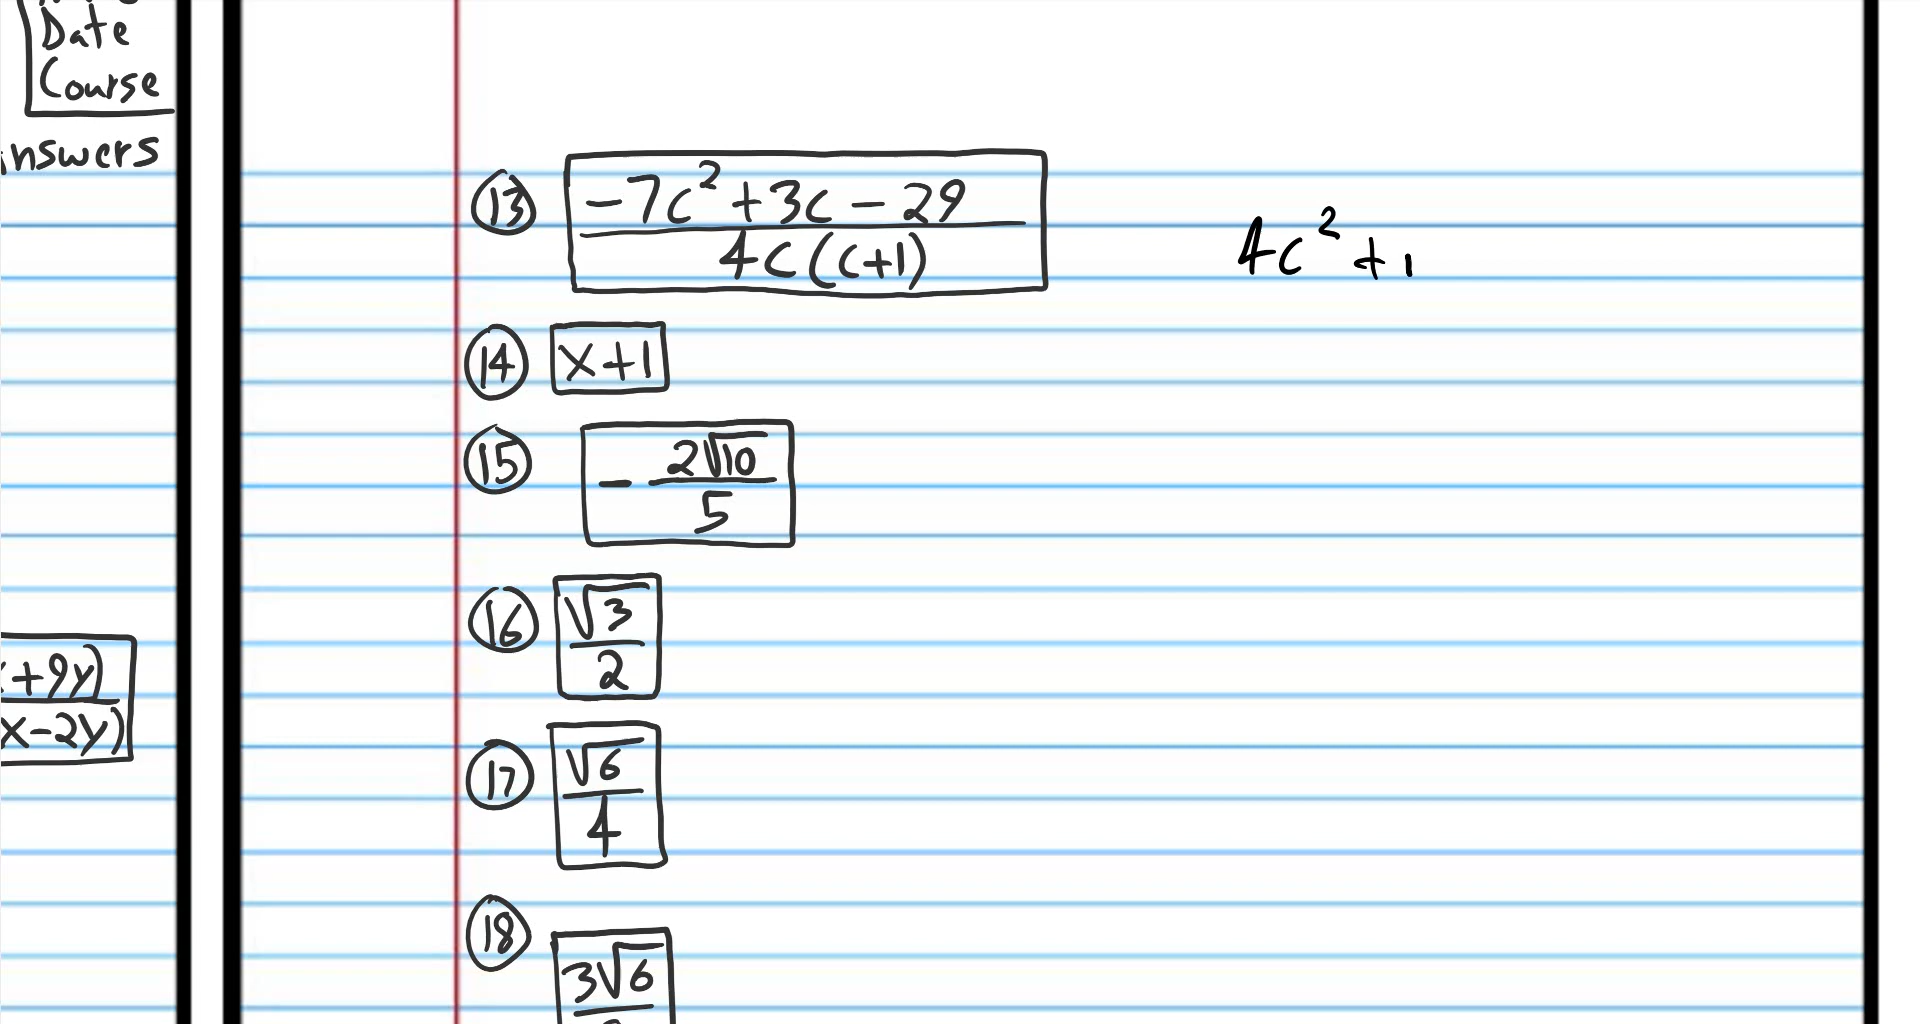 Date
Course
nswers
+9y)
x-2y)
⑬ (-7c² + 3c - 29)/(4c(c+1))
4c² + 1
⑭ x+1
⑮ - (2√10)/5
⑯ √3/2
⑰ √6/4
⑱ 3√6